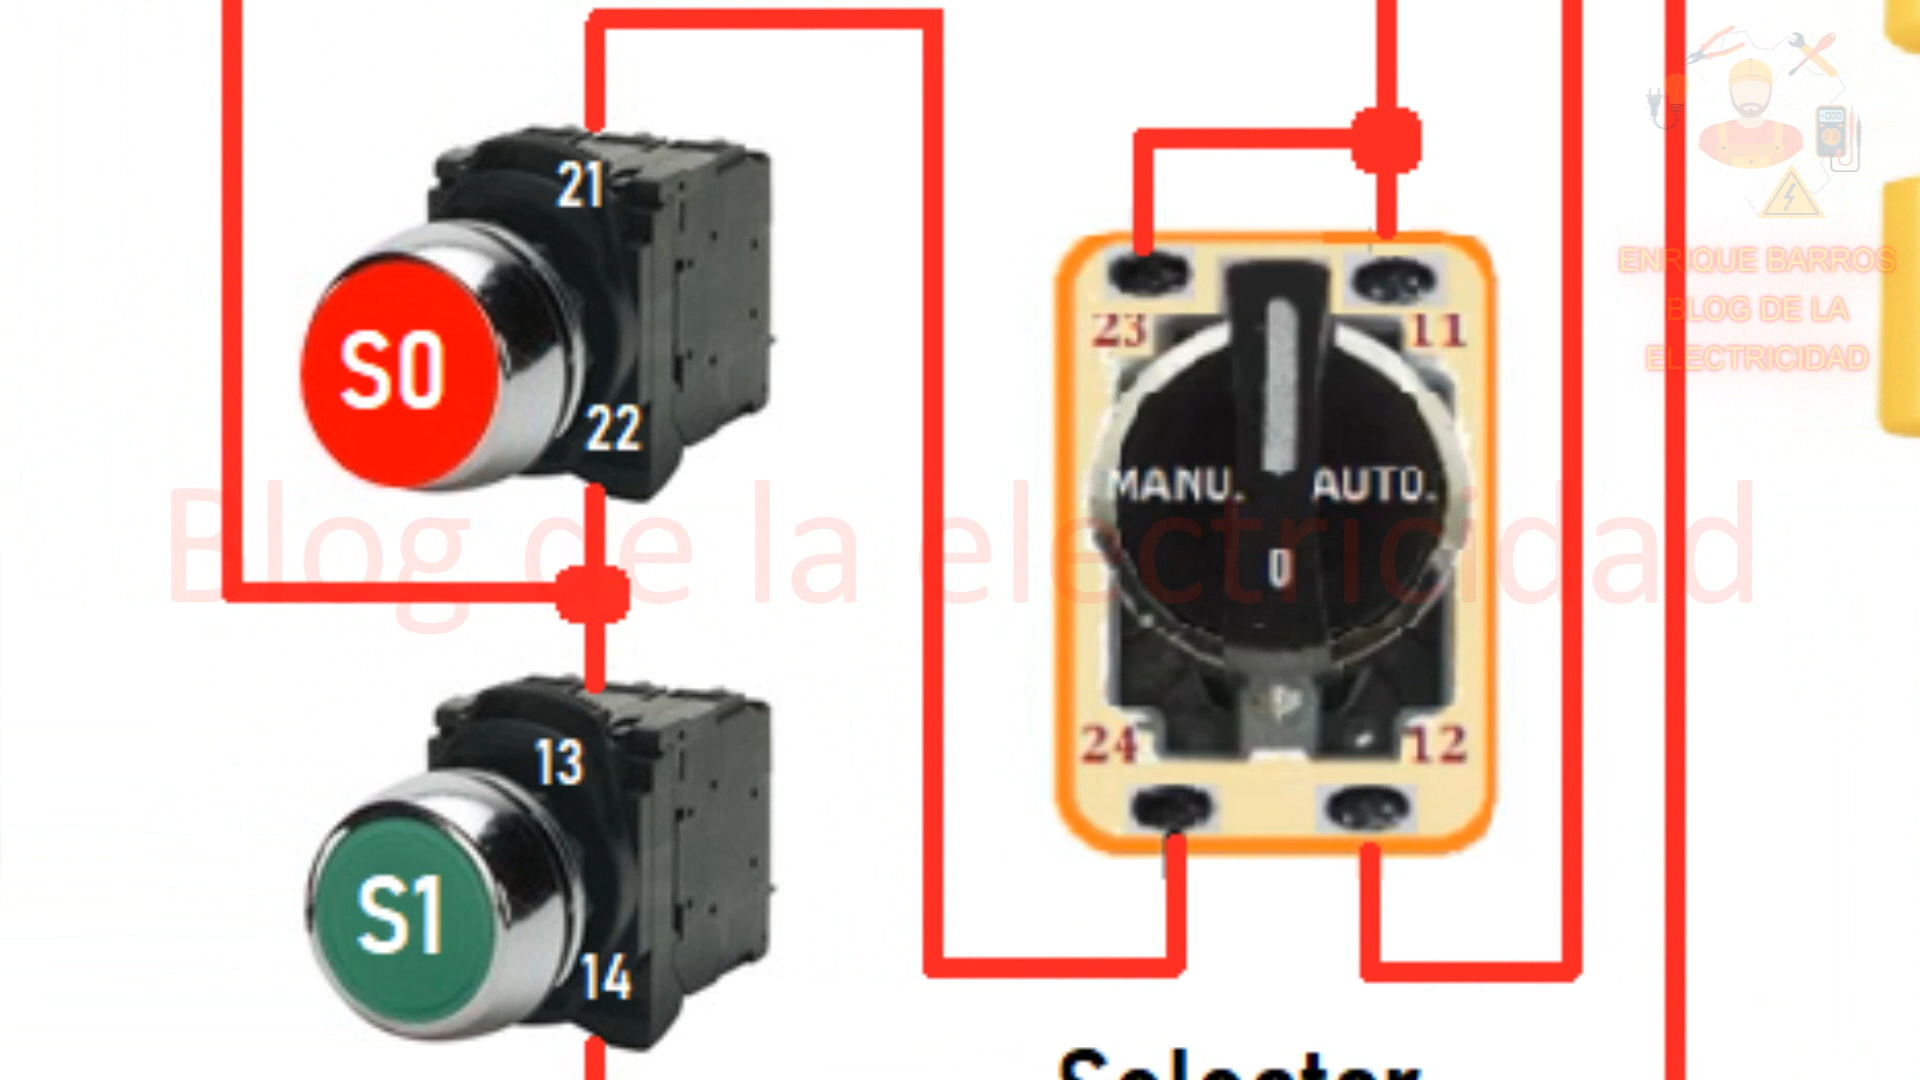 21
S0
22
23
11
MANU.
AUTO.
0
24
12
13
S1
14
Selector
Blog de la electricidad
ENRIQUE BARROS
BLOG DE LA
ELECTRICIDAD